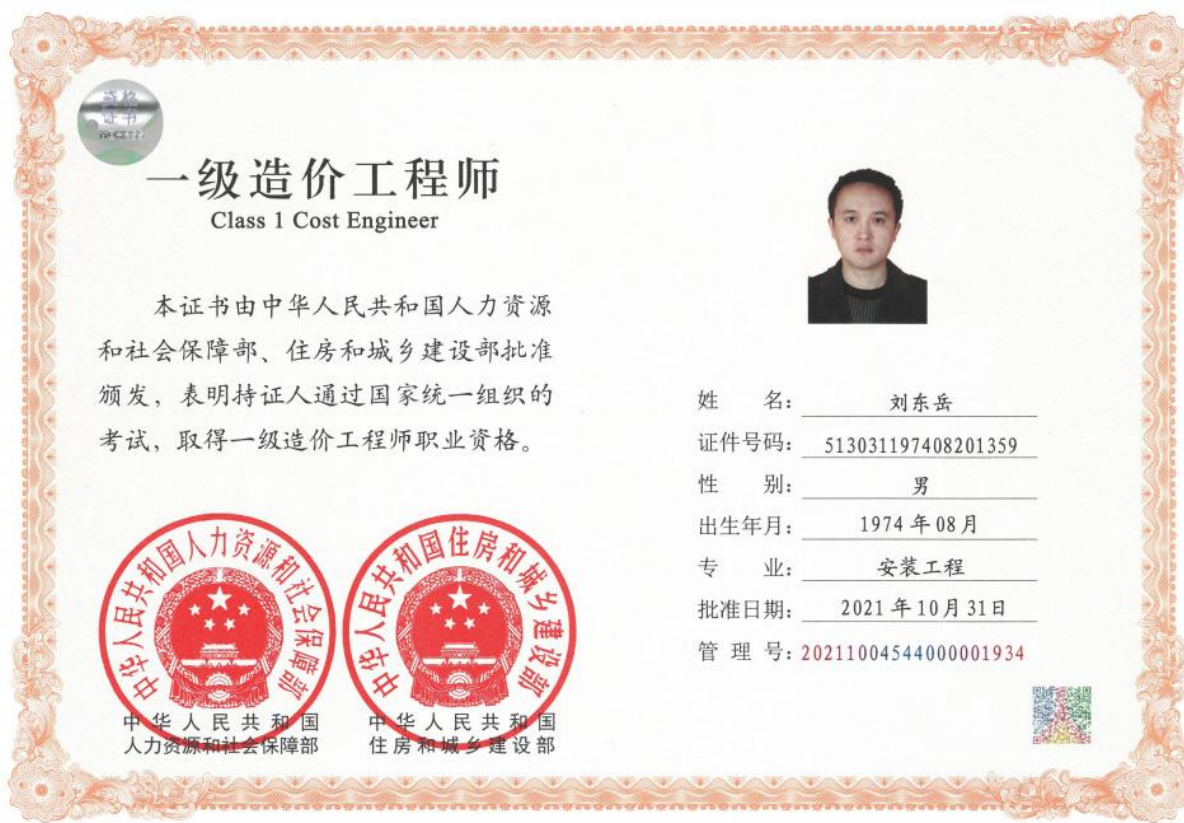 资格
证书
一级造价工程师
Class 1 Cost Engineer
本证书由中华人民共和国人力资源
和社会保障部、住房和城乡建设部批准
颁发，表明持证人通过国家统一组织的
考试，取得一级造价工程师职业资格。
中华人民共和国人力资源和社会保障部
中华人民共和国
人力资源和社会保障部
中华人民共和国住房和城乡建设部
中华人民共和国
住房和城乡建设部
姓 名： 刘东岳
证件号码： 513031197408201359
性 别： 男
出生年月： 1974年08月
专 业： 安装工程
批准日期： 2021年10月31日
管 理 号： 20211004544000001934